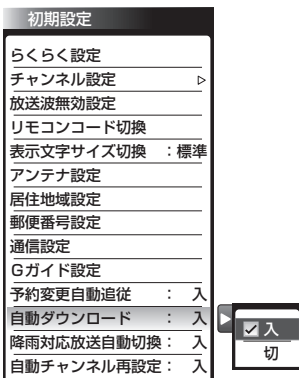 初期設定
らくらく設定
チャンネル設定
放送波無効設定
リモコンコード切換
表示文字サイズ切換 ：標準
アンテナ設定
居住地域設定
郵便番号設定
通信設定
Gガイド設定
予約変更自動追従 ： 入
自動ダウンロード ： 入
降雨対応放送自動切換： 入
自動チャンネル再設定： 入
入
切